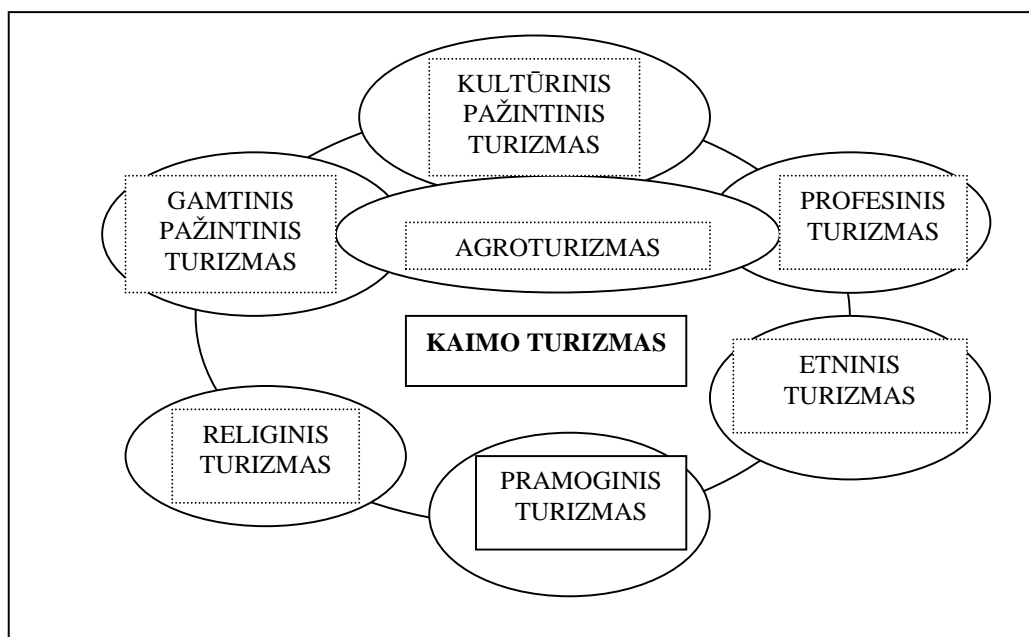 KULTŪRINIS
PAŽINTINIS
TURIZMAS
GAMTINIS
PAŽINTINIS
TURIZMAS
PROFESINIS
TURIZMAS
AGROTURIZMAS
KAIMO TURIZMAS
ETNINIS
TURIZMAS
RELIGINIS
TURIZMAS
PRAMOGINIS
TURIZMAS